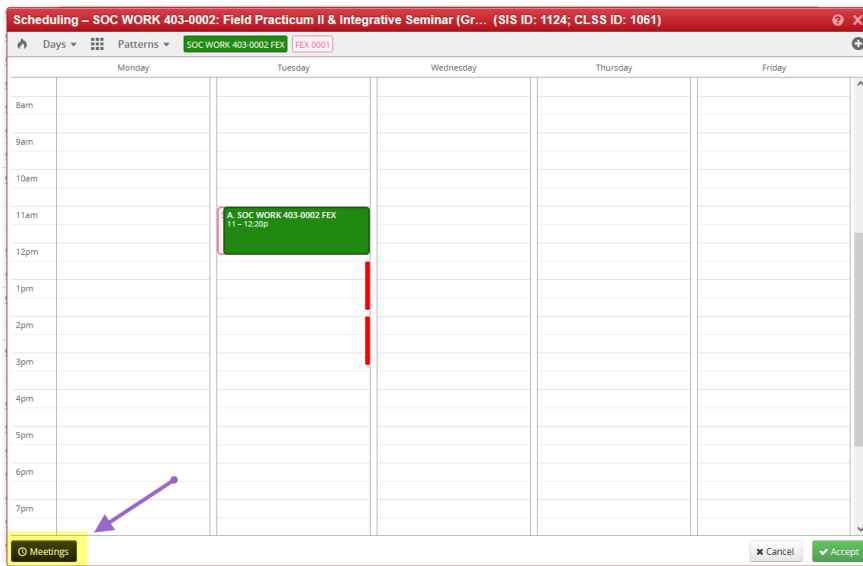 Scheduling – SOC WORK 403-0002: Field Practicum II & Integrative Seminar (Gr... (SIS ID: 1124; CLSS ID: 1061)
Days Patterns SOC WORK 403-0002 FEX FEX 0001
Monday Tuesday Wednesday Thursday Friday
8am
9am
10am
11am
A. SOC WORK 403-0002 FEX
11 – 12:20p
12pm
1pm
2pm
3pm
4pm
5pm
6pm
7pm
Meetings Cancel Accept